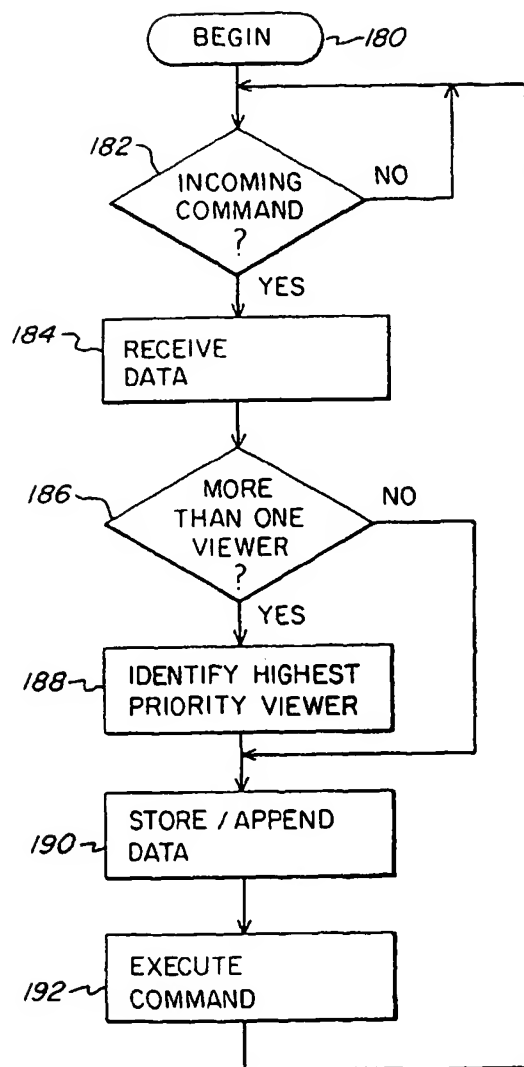 BEGIN
180
182
INCOMING
COMMAND
?
NO
YES
184
RECEIVE
DATA
186
MORE
THAN ONE
VIEWER
?
NO
YES
188
IDENTIFY HIGHEST
PRIORITY VIEWER
190
STORE / APPEND
DATA
192
EXECUTE
COMMAND